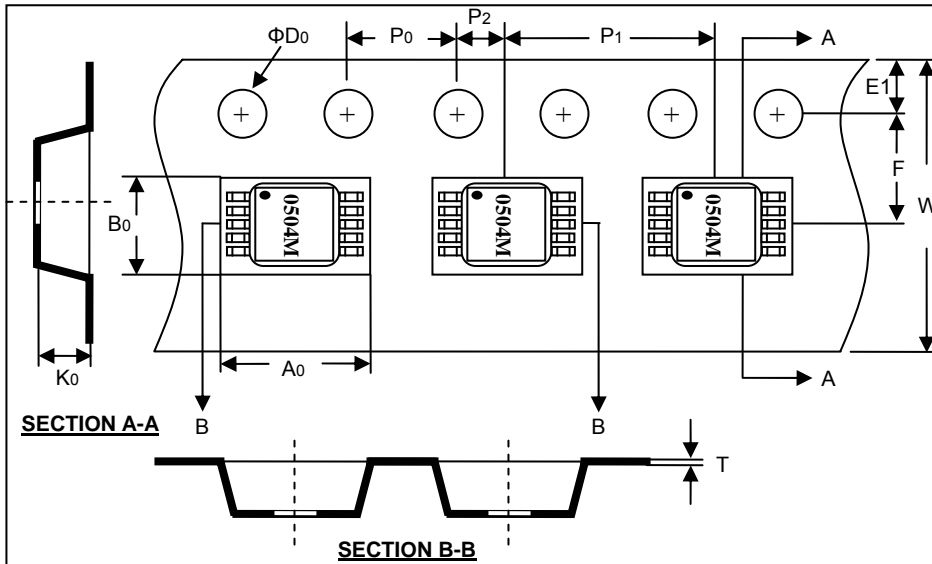 P2
ΦD0
P0
P1
A
E1
F
W
B0
0504M
0504M
0504M
K0
A0
A
SECTION A-A
B
B
T
SECTION B-B